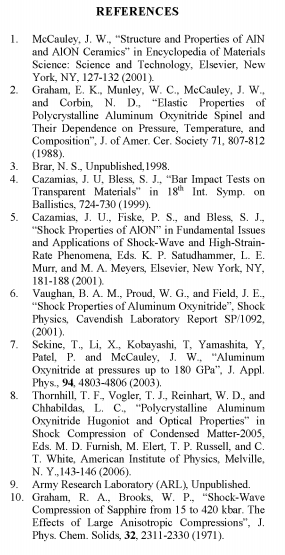 REFERENCES
1. McCauley, J. W., “Structure and Properties of AlN
and AlON Ceramics” in Encyclopedia of Materials
Science: Science and Technology, Elsevier, New
York, NY, 127-132 (2001).
2. Graham, E. K., Munley, W. C., McCauley, J. W.,
and Corbin, N. D., “Elastic Properties of
Polycrystalline Aluminum Oxynitride Spinel and
Their Dependence on Pressure, Temperature, and
Composition”, J. of Amer. Cer. Society 71, 807-812
(1988).
3. Brar, N. S., Unpublished,1998.
4. Cazamias, J. U, Bless, S. J., “Bar Impact Tests on
Transparent Materials” in 18th Int. Symp. on
Ballistics, 724-730 (1999).
5. Cazamias, J. U., Fiske, P. S., and Bless, S. J.,
“Shock Properties of AlON” in Fundamental Issues
and Applications of Shock-Wave and High-Strain-
Rate Phenomena, Eds. K. P. Satudhammer, L. E.
Murr, and M. A. Meyers, Elsevier, New York, NY,
181-188 (2001).
6. Vaughan, B. A. M., Proud, W. G., and Field, J. E.,
“Shock Properties of Aluminum Oxynitride”, Shock
Physics, Cavendish Laboratory Report SP/1092,
(2001).
7. Sekine, T., Li, X., Kobayashi, T, Yamashita, Y,
Patel, P. and McCauley, J. W., “Aluminum
Oxynitride at pressures up to 180 GPa”, J. Appl.
Phys., 94, 4803-4806 (2003).
8. Thornhill, T. F., Vogler, T. J., Reinhart, W. D., and
Chhabildas, L. C., “Polycrystalline Aluminum
Oxynitride Hugoniot and Optical Properties” in
Shock Compression of Condensed Matter-2005,
Eds. M. D. Furnish, M. Elert, T. P. Russell, and C.
T. White, American Institute of Physics, Melville,
N. Y.,143-146 (2006).
9. Army Research Laboratory (ARL), Unpublished.
10. Graham, R. A., Brooks, W. P., “Shock-Wave
Compression of Sapphire from 15 to 420 kbar. The
Effects of Large Anisotropic Compressions”, J.
Phys. Chem. Solids, 32, 2311-2330 (1971).